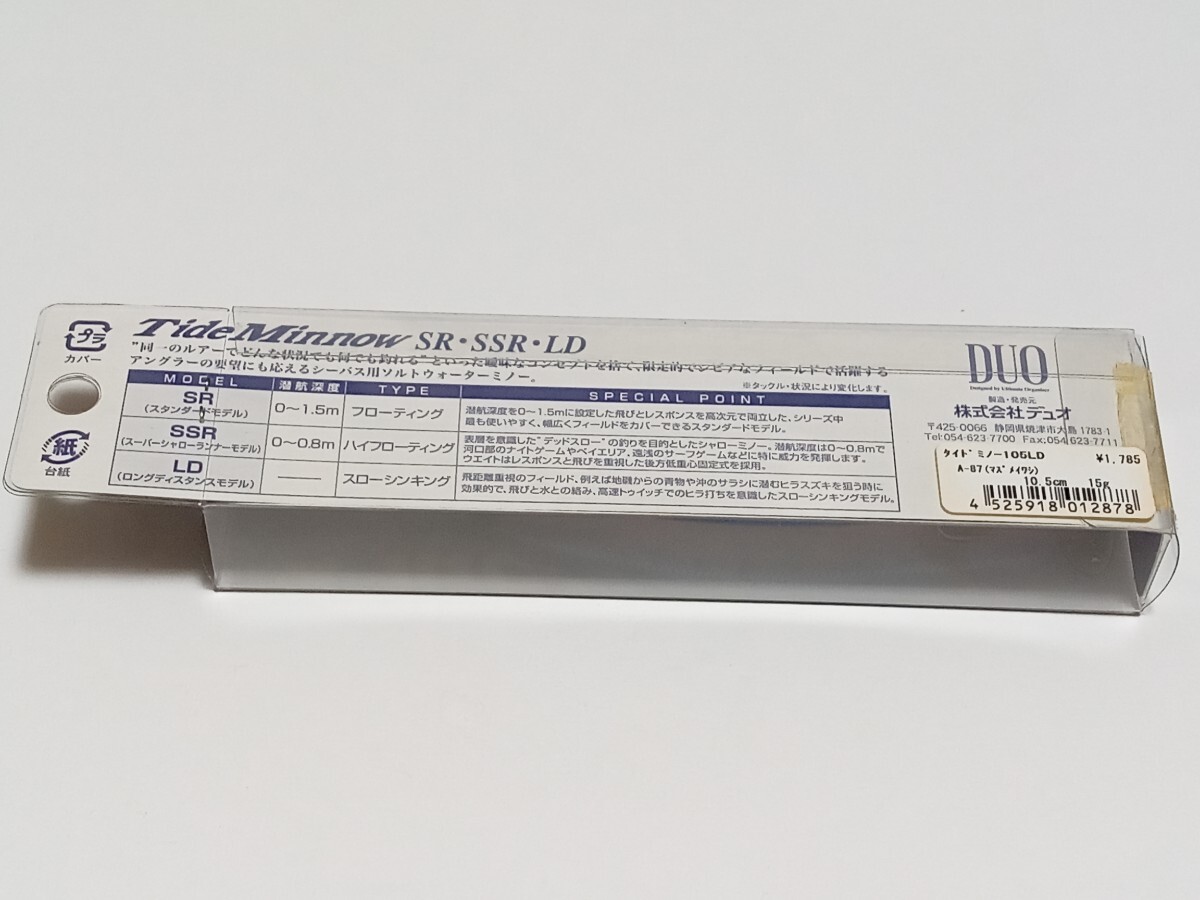 プラ
カバー
紙
台紙
Tide Minnow SR・SSR・LD
"同一のルアーでどんな状況でも何でも釣れる"といった曖昧なコンセプトを捨て、限定的でシビアなフィールドで活躍する
アングラーの要望にも応えるシーバス用ソルトウォーターミノー。
※タックル・状況により変化します。
MODEL 潜航深度 TYPE SPECIAL POINT
SR
(スタンダードモデル)
0〜1.5m フローティング
潜航深度を0〜1.5mに設定した飛びとレスポンスを高次元で両立した、シリーズ中
最も使いやすく、幅広くフィールドをカバーできるスタンダードモデル。
SSR
(スーパーシャローランナーモデル)
0〜0.8m ハイフローティング
表層を意識した"デッドスロー"の釣りを目的としたシャローミノー。潜航深度は0〜0.8mで
河口部のナイトゲームやベイエリア、遠浅のサーフゲームなどに特に威力を発揮します。
ウエイトはレスポンスと飛びを重視した後方低重心固定式を採用。
LD
(ロングディスタンスモデル)
—— スローシンキング
飛距離重視のフィールド、例えば地磯からの青物や沖のサラシに潜むヒラスズキを狙う時に
効果的で、飛びと水との絡み、高速トゥイッチでのヒラ打ちを意識したスローシンキングモデル。
DUO
Designed by Ultimate Organizer
製造・発売元
株式会社デュオ
〒425-0066 静岡県焼津市大島1783-1
Tel:054-623-7700 Fax:054-623-7711
タイドミノー105LD ¥1,785
A-87(マズメイワシ)
10.5cm 15g
4 525918 012878